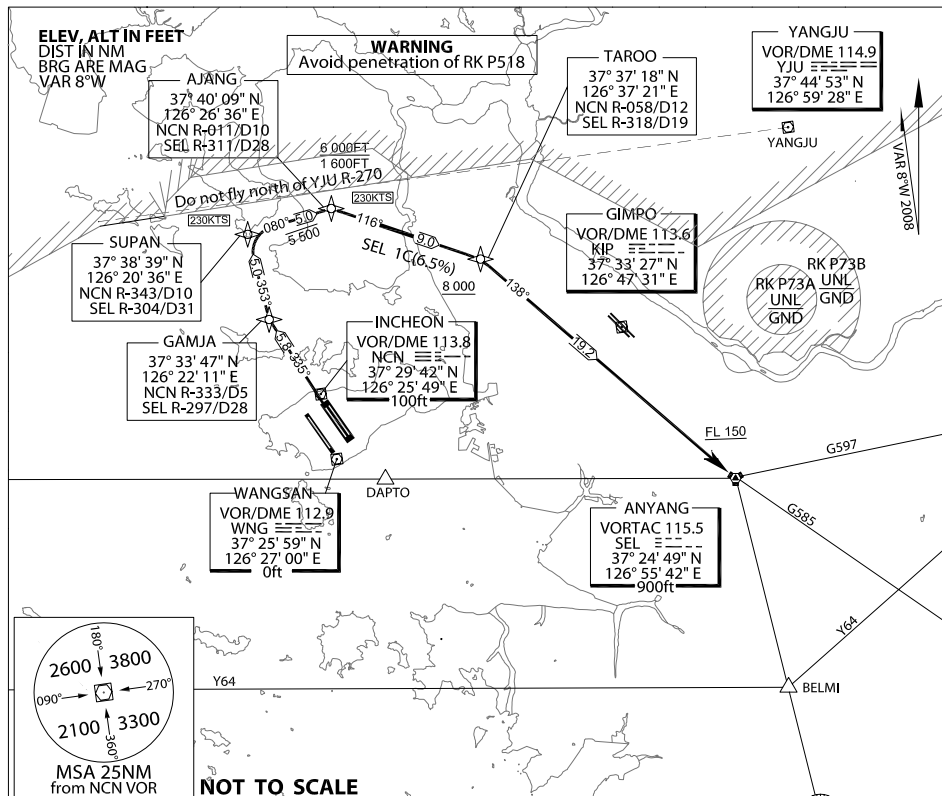 ELEV, ALT IN FEET
DIST IN NM
BRG ARE MAG
VAR 8°W
WARNING
Avoid penetration of RK P518
AJANG
37° 40' 09" N
126° 26' 36" E
NCN R-011/D10
SEL R-311/D28
TAROO
37° 37' 18" N
126° 37' 21" E
NCN R-058/D12
SEL R-318/D19
YANGJU
VOR/DME 114.9
YJU
37° 44' 53" N
126° 59' 28" E
YANGJU
VAR 8°W 2008
6 000FT
1 600FT
Do not fly north of YJU R-270
230KTS
230KTS
080°
5.0
5 500
116°
9.0
SEL 1C(6.5%)
8 000
138°
19.2
SUPAN
37° 38' 39" N
126° 20' 36" E
NCN R-343/D10
SEL R-304/D31
GIMPO
VOR/DME 113.6
KIP
37° 33' 27" N
126° 47' 31" E
RK P73B
UNL
GND
RK P73A
UNL
GND
5.0
353°
GAMJA
37° 33' 47" N
126° 22' 11" E
NCN R-333/D5
SEL R-297/D28
5.8
335°
INCHEON
VOR/DME 113.8
NCN
37° 29' 42" N
126° 25' 49" E
100ft
FL 150
G597
G585
WANGSAN
VOR/DME 112.9
WNG
37° 25' 59" N
126° 27' 00" E
0ft
DAPTO
ANYANG
VORTAC 115.5
SEL
37° 24' 49" N
126° 55' 42" E
900ft
Y64
Y64
BELMI
180°
2600
3800
090°
270°
2100
3300
360°
MSA 25NM
from NCN VOR
NOT TO SCALE